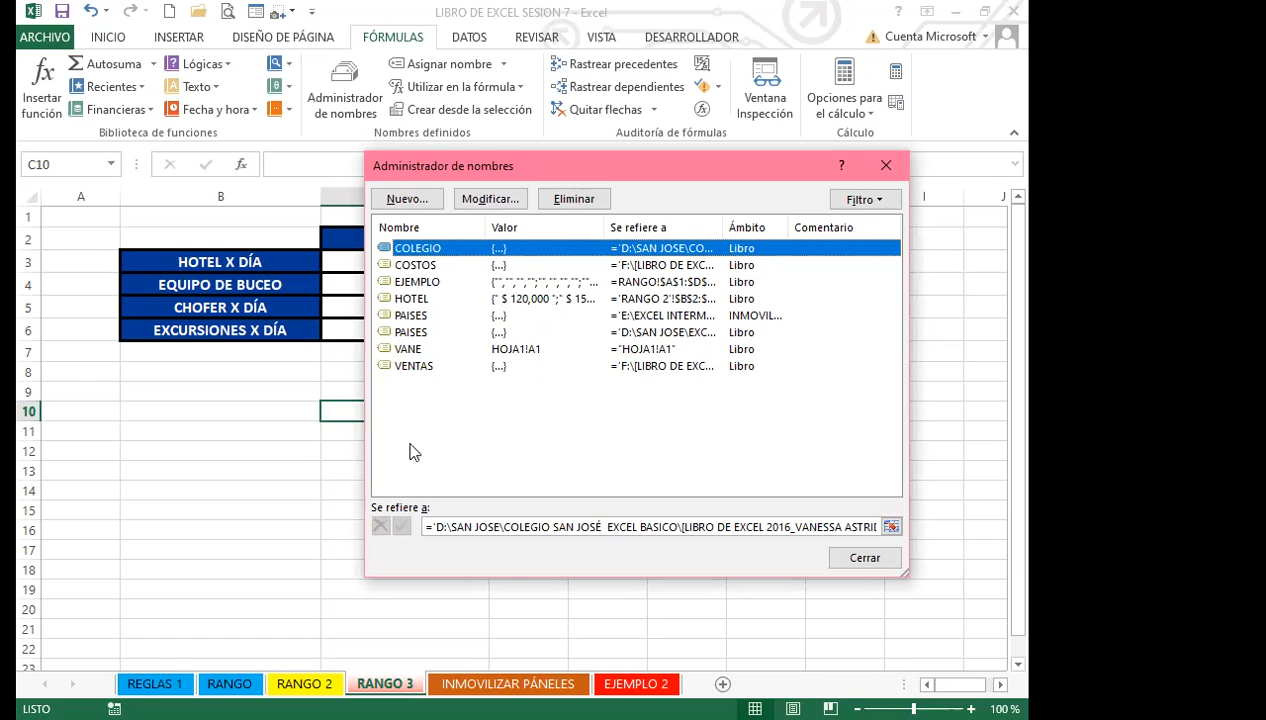 LIBRO DE EXCEL SESION 7 - Excel
ARCHIVO INICIO INSERTAR DISEÑO DE PÁGINA FÓRMULAS DATOS REVISAR VISTA DESARROLLADOR Cuenta Microsoft
Insertar función
Autosuma
Recientes
Financieras
Lógicas
Texto
Fecha y hora
Biblioteca de funciones
Administrador de nombres
Asignar nombre
Utilizar en la fórmula
Crear desde la selección
Nombres definidos
Rastrear precedentes
Rastrear dependientes
Quitar flechas
Auditoría de fórmulas
Ventana Inspección
Opciones para el cálculo
Cálculo
C10
fx
A B I J
1
2
3 HOTEL X DÍA
4 EQUIPO DE BUCEO
5 CHOFER X DÍA
6 EXCURSIONES X DÍA
7
8
9
10
11
12
13
14
15
16
17
18
19
20
21
22
23
Administrador de nombres ?
Nuevo... Modificar... Eliminar Filtro
Nombre Valor Se refiere a Ámbito Comentario
COLEGIO {...} ='D:\SAN JOSE\CO... Libro
COSTOS {...} ='F:\[LIBRO DE EXC... Libro
EJEMPLO {"","","","";"","","","";""... =RANGO!$A$1:$D$... Libro
HOTEL {" $ 120,000 ";" $ 15... ='RANGO 2'!$B$2:$... Libro
PAISES {...} ='E:\EXCEL INTERM... INMOVIL...
PAISES {...} ='D:\SAN JOSE\EXC... Libro
VANE HOJA1!A1 ="HOJA1!A1" Libro
VENTAS {...} ='F:\[LIBRO DE EXC... Libro
Se refiere a:
='D:\SAN JOSE\COLEGIO SAN JOSÉ EXCEL BASICO\[LIBRO DE EXCEL 2016_VANESSA ASTRID
Cerrar
REGLAS 1 RANGO RANGO 2 RANGO 3 INMOVILIZAR PÁNELES EJEMPLO 2
LISTO 100 %